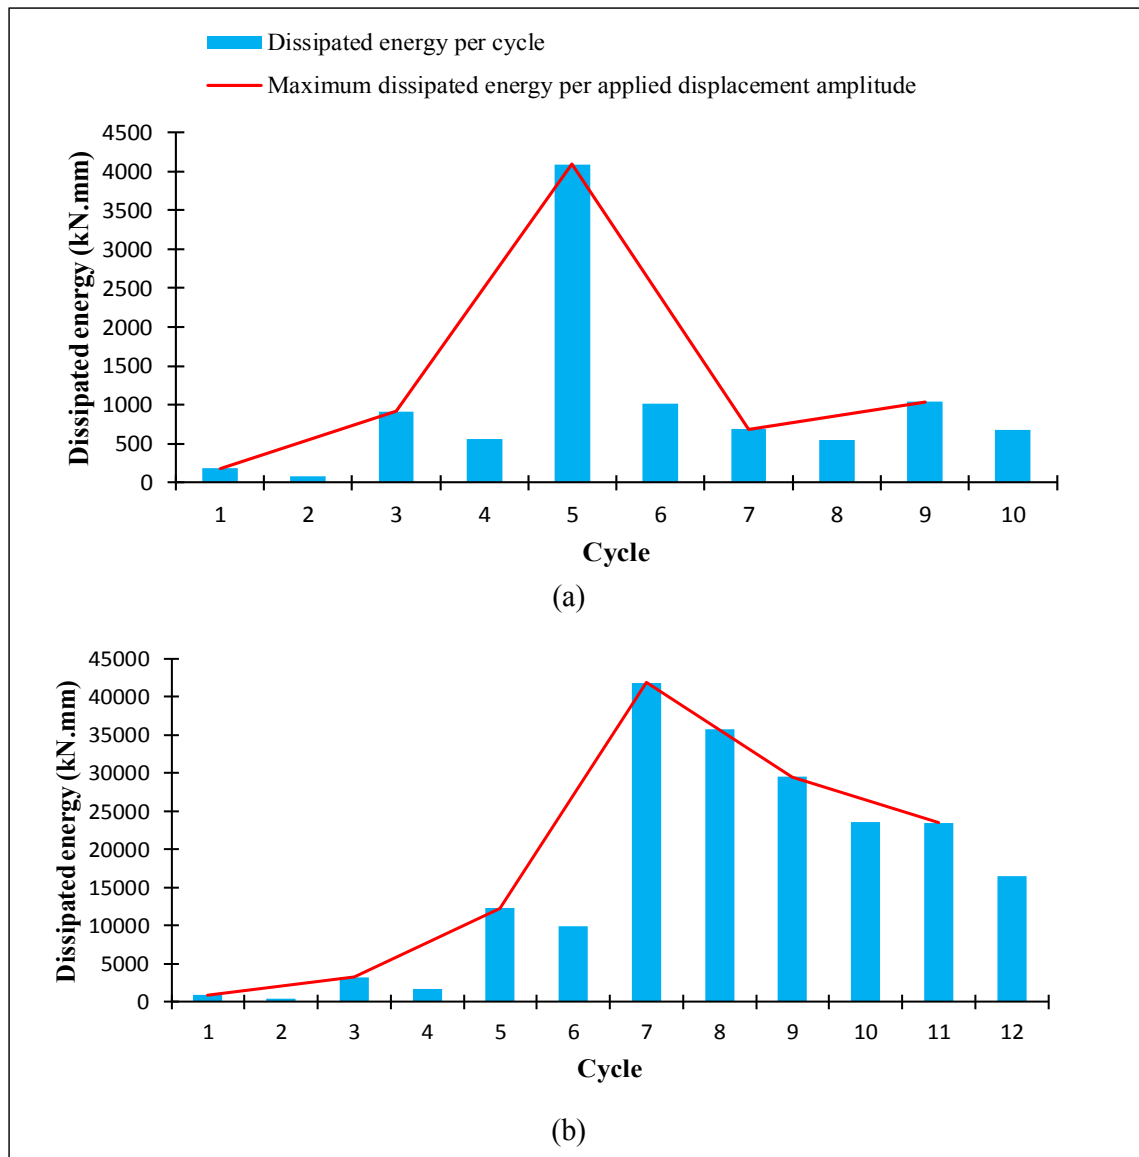 Dissipated energy per cycle
Maximum dissipated energy per applied displacement amplitude
Dissipated energy (kN.mm)
4500
4000
3500
3000
2500
2000
1500
1000
500
0
1 2 3 4 5 6 7 8 9 10
Cycle
(a)
Dissipated energy (kN.mm)
45000
40000
35000
30000
25000
20000
15000
10000
5000
0
1 2 3 4 5 6 7 8 9 10 11 12
Cycle
(b)